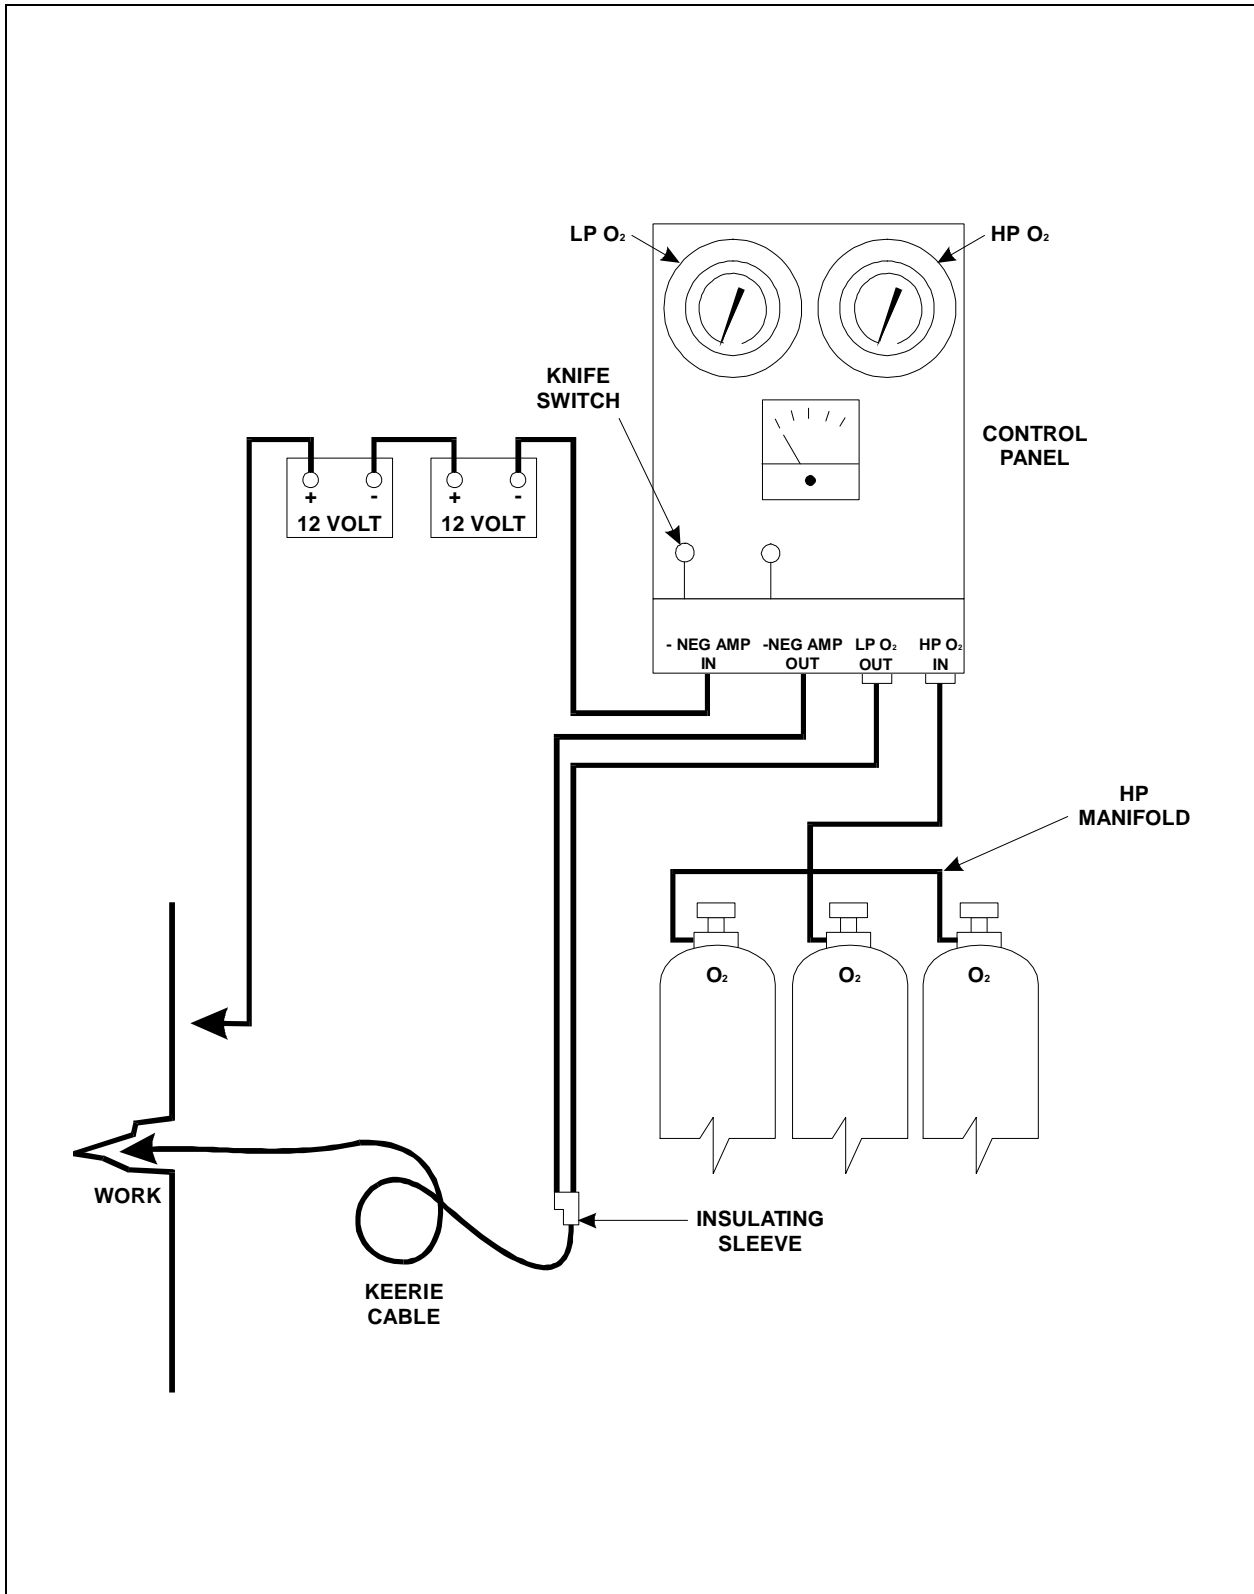 LP O₂
HP O₂
KNIFE
SWITCH
CONTROL
PANEL
+
-
12 VOLT
+
-
12 VOLT
- NEG AMP
IN
-NEG AMP
OUT
LP O₂
OUT
HP O₂
IN
HP
MANIFOLD
O₂
O₂
O₂
WORK
INSULATING
SLEEVE
KEERIE
CABLE